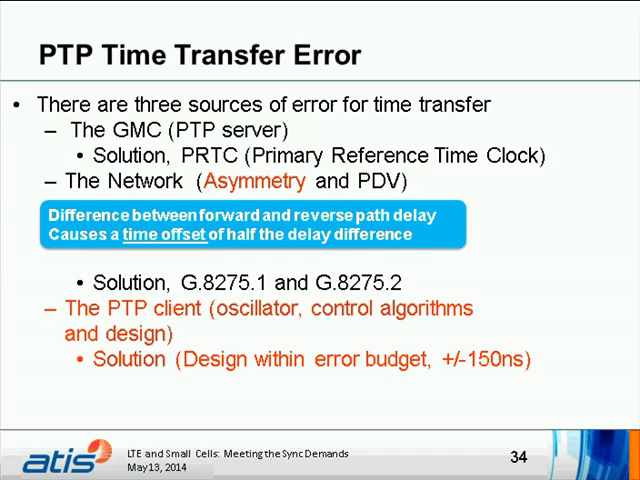 PTP Time Transfer Error
• There are three sources of error for time transfer
– The GMC (PTP server)
• Solution, PRTC (Primary Reference Time Clock)
– The Network (Asymmetry and PDV)
Difference between forward and reverse path delay
Causes a time offset of half the delay difference
• Solution, G.8275.1 and G.8275.2
– The PTP client (oscillator, control algorithms
and design)
• Solution (Design within error budget, +/-150ns)
atis
LTE and Small Cells: Meeting the Sync Demands
May 13, 2014
34